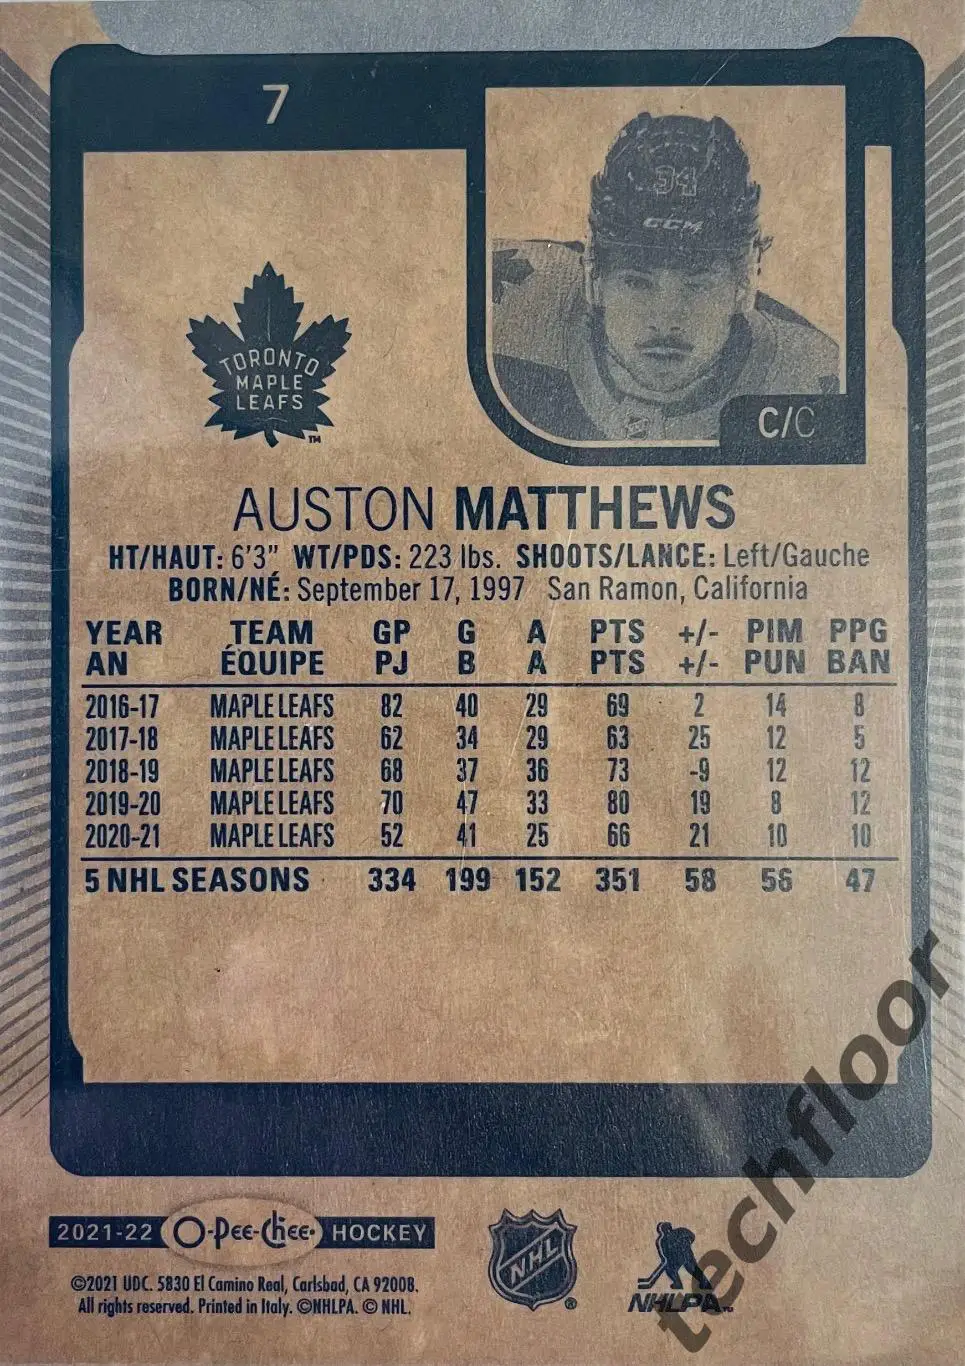 7
34
CCM
TORONTO
MAPLE
LEAFS
TM
C/C
AUSTON MATTHEWS
HT/HAUT: 6'3" WT/PDS: 223 lbs. SHOOTS/LANCE: Left/Gauche
BORN/NÉ: September 17, 1997 San Ramon, California
YEAR TEAM GP G A PTS +/- PIM PPG
AN ÉQUIPE PJ B A PTS +/- PUN BAN
2016-17 MAPLE LEAFS 82 40 29 69 2 14 8
2017-18 MAPLE LEAFS 62 34 29 63 25 12 5
2018-19 MAPLE LEAFS 68 37 36 73 -9 12 12
2019-20 MAPLE LEAFS 70 47 33 80 19 8 12
2020-21 MAPLE LEAFS 52 41 25 66 21 10 10
5 NHL SEASONS 334 199 152 351 58 56 47
2021-22 O-Pee-Chee HOCKEY
©2021 UDC. 5830 El Camino Real, Carlsbad, CA 92008.
All rights reserved. Printed in Italy. ©NHLPA. © NHL.
NHL ®
NHLPA TM
techfloor